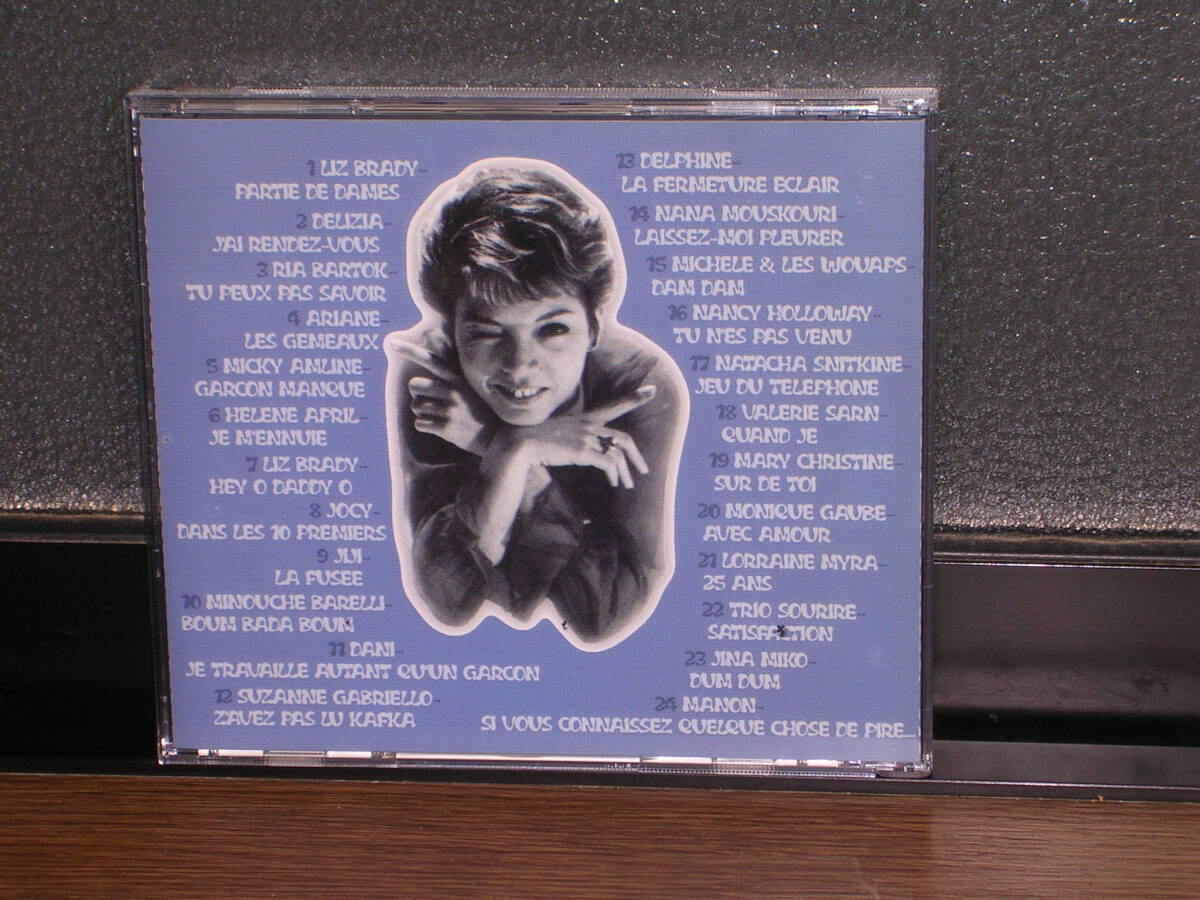 1 LIZ BRADY-
PARTIE DE DAMES
2 DELIZIA-
J'AI RENDEZ-VOUS
3 RIA BARTOK-
TU PEUX PAS SAVOIR
4 ARIANE-
LES GEMEAUX
5 MICKY AMLINE-
GARCON MANQUE
6 HELENE APRIL-
JE M'ENNUIE
7 LIZ BRADY-
HEY O DADDY O
8 JOCY-
DANS LES 10 PREMIERS
9 JUI-
LA FUSEE
10 MINOUCHE BARELLI-
BOUM BADA BOUM
11 DANI-
JE TRAVAILLE AUTANT QU'UN GARCON
12 SUZANNE GABRIELLO-
Z'AVEZ PAS LU KAFKA
13 DELPHINE-
LA FERMETURE ECLAIR
14 NANA MOUSKOURI-
LAISSEZ-MOI PLEURER
15 MICHELE & LES WOUAPS-
DAM DAM
16 NANCY HOLLOWAY-
TU N'ES PAS VENU
17 NATACHA SNITKINE-
JEU DU TELEPHONE
18 VALERIE SARN-
QUAND JE
19 MARY CHRISTINE-
SUR DE TOI
20 MONIQUE GAUBE-
AVEC AMOUR
21 LORRAINE MYRA-
25 ANS
22 TRIO SOURIRE-
SATISFACTION
23 JINA MIKO-
DUM DUM
24 MANON-
SI VOUS CONNAISSEZ QUELQUE CHOSE DE PIRE...